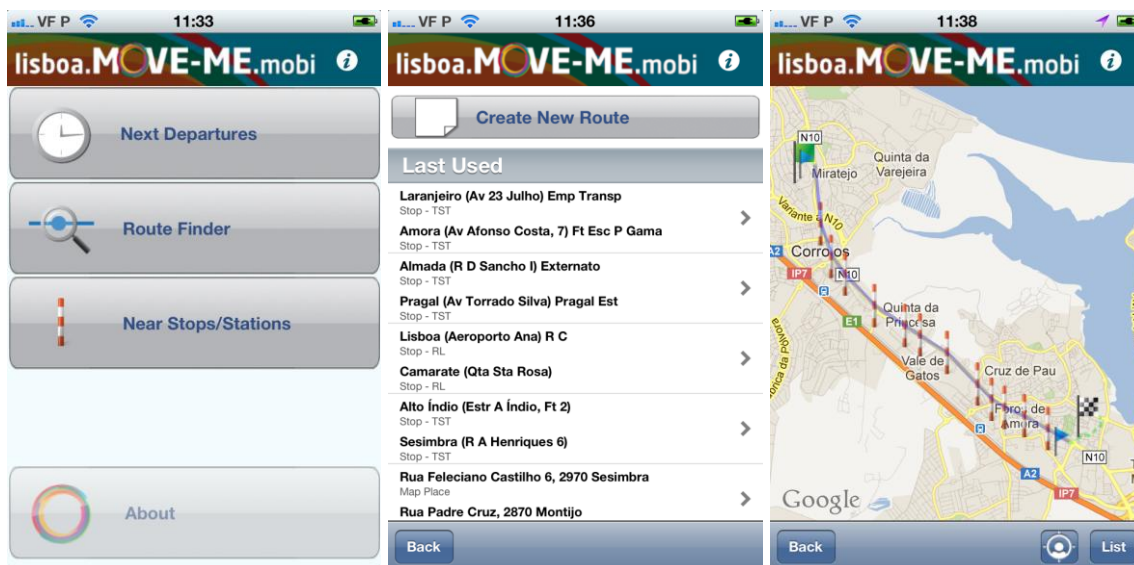 VF P 11:33
lisboa.MOVE-ME.mobi i
Next Departures
Route Finder
Near Stops/Stations
About
VF P 11:36
lisboa.MOVE-ME.mobi i
Create New Route
Last Used
Laranjeiro (Av 23 Julho) Emp Transp
Stop - TST
Amora (Av Afonso Costa, 7) Ft Esc P Gama
Stop - TST
Almada (R D Sancho I) Externato
Stop - TST
Pragal (Av Torrado Silva) Pragal Est
Stop - TST
Lisboa (Aeroporto Ana) R C
Stop - RL
Camarate (Qta Sta Rosa)
Stop - RL
Alto Índio (Estr A Índio, Ft 2)
Stop - TST
Sesimbra (R A Henriques 6)
Stop - TST
Rua Feleciano Castilho 6, 2970 Sesimbra
Map Place
Rua Padre Cruz, 2870 Montijo
Back
VF P 11:38
lisboa.MOVE-ME.mobi i
N10
Quinta da
Varejeira
Miratejo
Variante a N10
A2
Corroios
IP7
N10
Quinta da
Princesa
E1
Vale de
Gatos
Cruz de Pau
Foros de
Amora
N10
A2
IP7
Google
Back
List